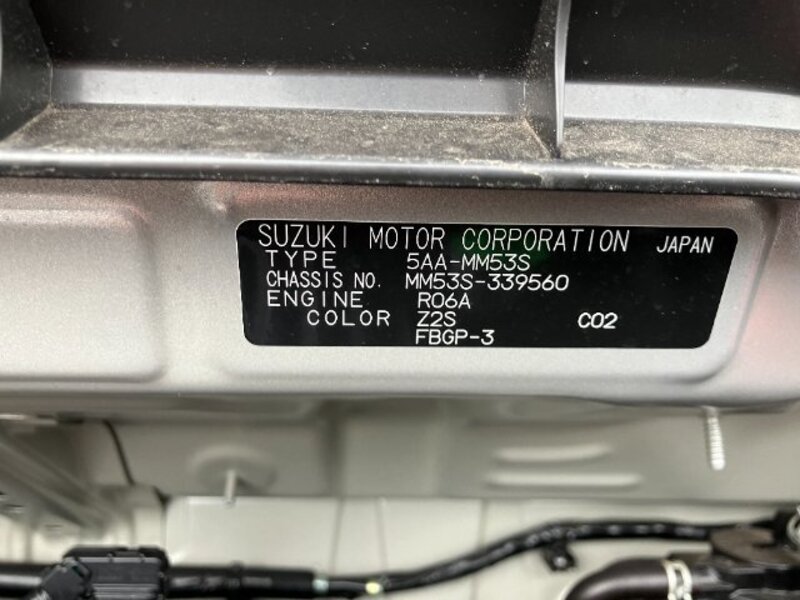 SUZUKI MOTOR CORPORATION JAPAN
TYPE 5AA-MM53S
CHASSIS NO. MM53S-339560
ENGINE R06A
COLOR Z2S C02
FBGP-3